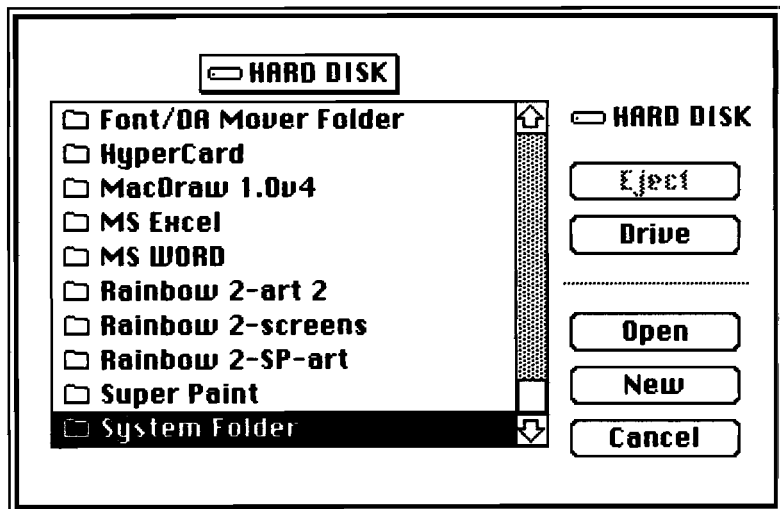 HARD DISK
Font/DA Mover Folder
HyperCard
MacDraw 1.0v4
MS Excel
MS WORD
Rainbow 2-art 2
Rainbow 2-screens
Rainbow 2-SP-art
Super Paint
System Folder
HARD DISK
Eject
Drive
Open
New
Cancel